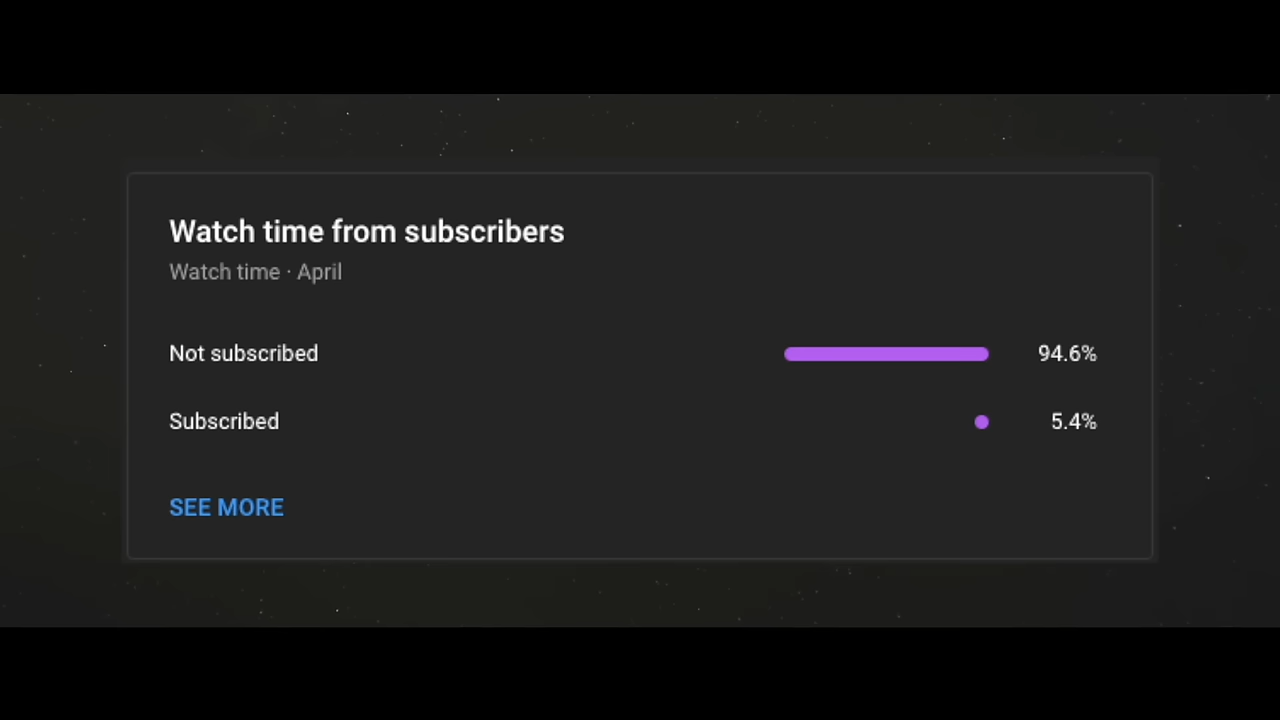 Watch time from subscribers
Watch time · April
Not subscribed 94.6%
Subscribed 5.4%
SEE MORE